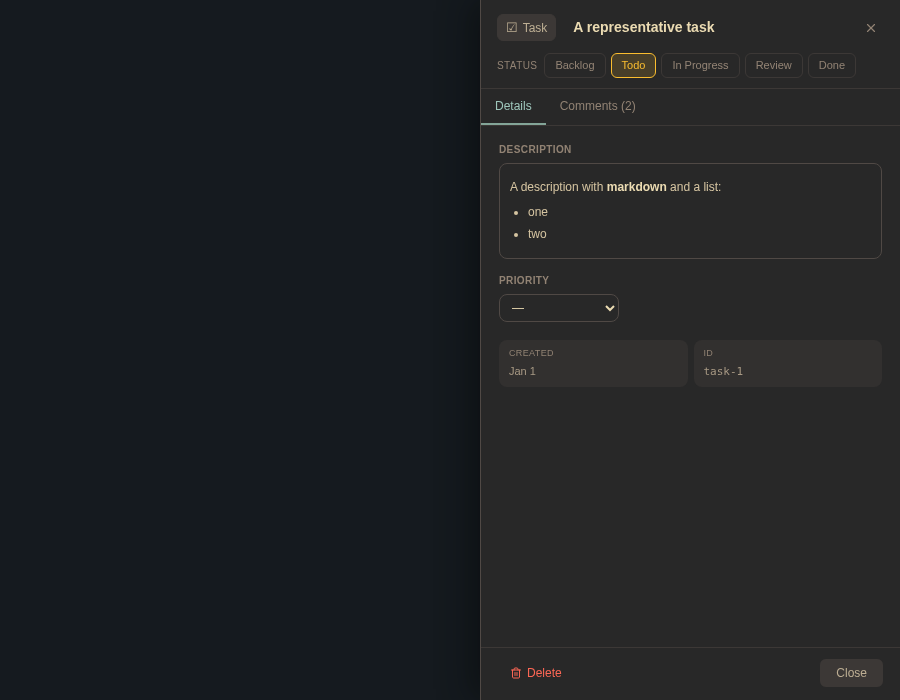 ☑ Task A representative task ×
STATUS Backlog Todo In Progress Review Done
Details Comments (2)
DESCRIPTION
A description with markdown and a list:
• one
• two
PRIORITY
—
CREATED ID
Jan 1 task-1
Delete Close